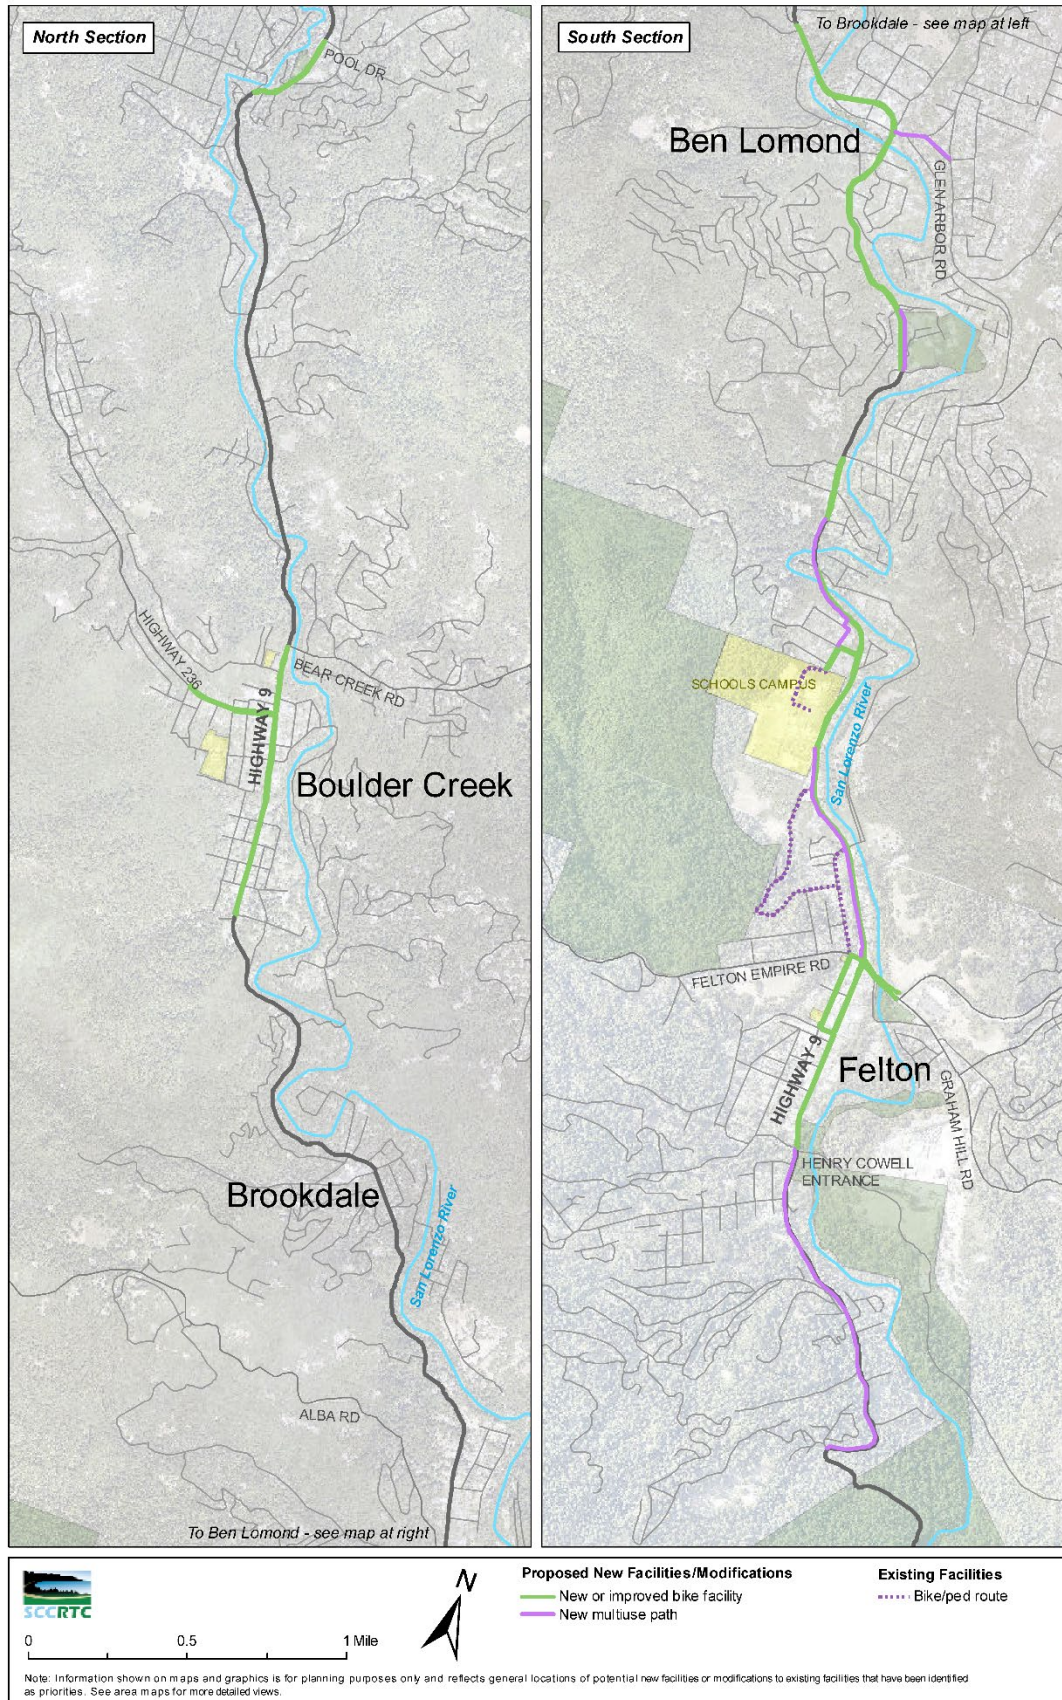 North Section
POOL DR
HIGHWAY 236
BEAR CREEK RD
HIGHWAY 9
Boulder Creek
Brookdale
San Lorenzo River
ALBA RD
To Ben Lomond - see map at right
South Section
To Brookdale - see map at left
Ben Lomond
GLEN ARBOR RD
SCHOOLS CAMPUS
San Lorenzo River
FELTON EMPIRE RD
HIGHWAY 9
Felton
GRAHAM HILL RD
HENRY COWELL
ENTRANCE
SCCRTC
N
0 0.5 1 Mile
Proposed New Facilities/Modifications
New or improved bike facility
New multiuse path
Existing Facilities
Bike/ped route
Note: Information shown on maps and graphics is for planning purposes only and reflects general locations of potential new facilities or modifications to existing facilities that have been identified
as priorities. See area maps for more detailed views.